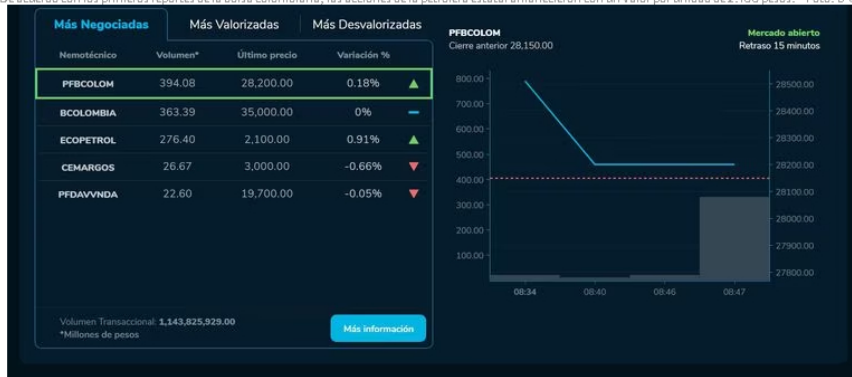 Más Negociadas Más Valorizadas Más Desvalorizadas
Nemotécnico Volumen* Último precio Variación %
PFBCOLOM 394.08 28,200.00 0.18%
BCOLOMBIA 363.39 35,000.00 0%
ECOPETROL 276.40 2,100.00 0.91%
CEMARGOS 26.67 3,000.00 -0.66%
PFDAVVNDA 22.60 19,700.00 -0.05%
Volumen Transaccional: 1,143,825,929.00
*Millones de pesos
Más información
PFBCOLOM Mercado abierto
Cierre anterior 28,150.00 Retraso 15 minutos
800.00 28500.00
700.00 28400.00
600.00 28300.00
500.00 28200.00
400.00 28100.00
300.00 28000.00
200.00 27900.00
100.00 27800.00
08:34 08:40 08:46 08:47